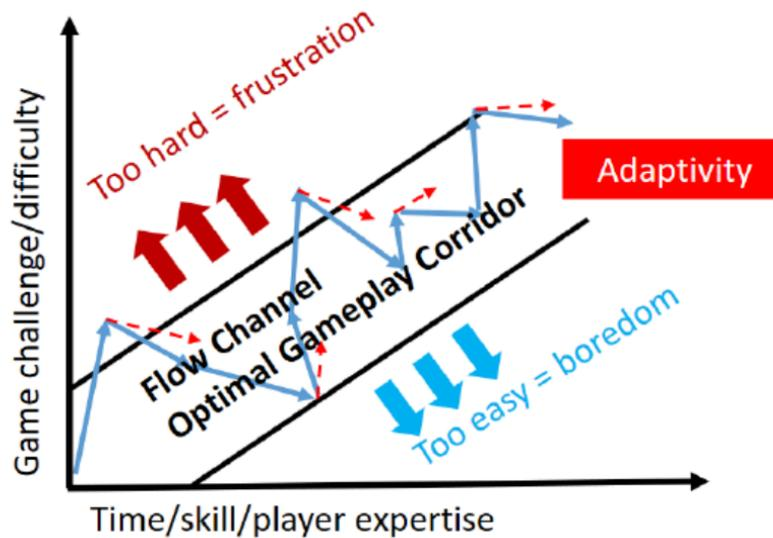 Game challenge/difficulty
Too hard = frustration
Adaptivity
Flow Channel
Optimal Gameplay Corridor
Too easy = boredom
Time/skill/player expertise